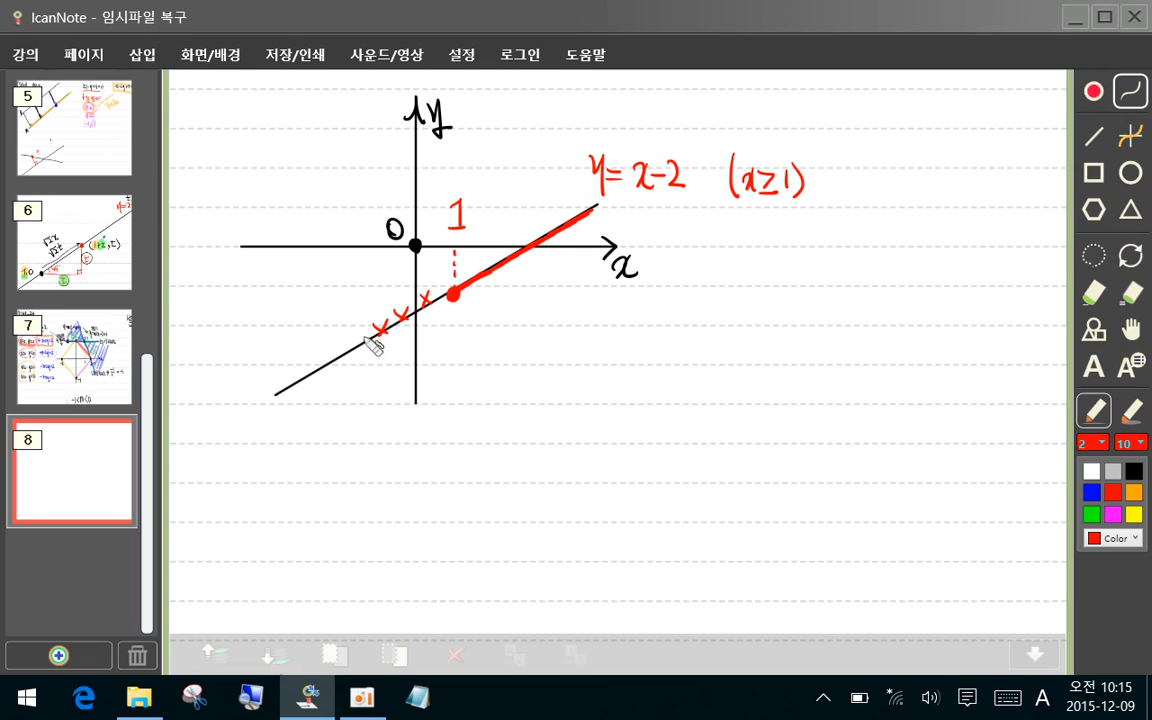 IcanNote - 임시파일 복구
강의 페이지 삽입 화면/배경 저장/인쇄 사운드/영상 설정 로그인 도움말
5
6
7
8
y
0
1
y = x-2 (x≥1)
x
A A
2 10
Color
A
오전 10:15
2015-12-09